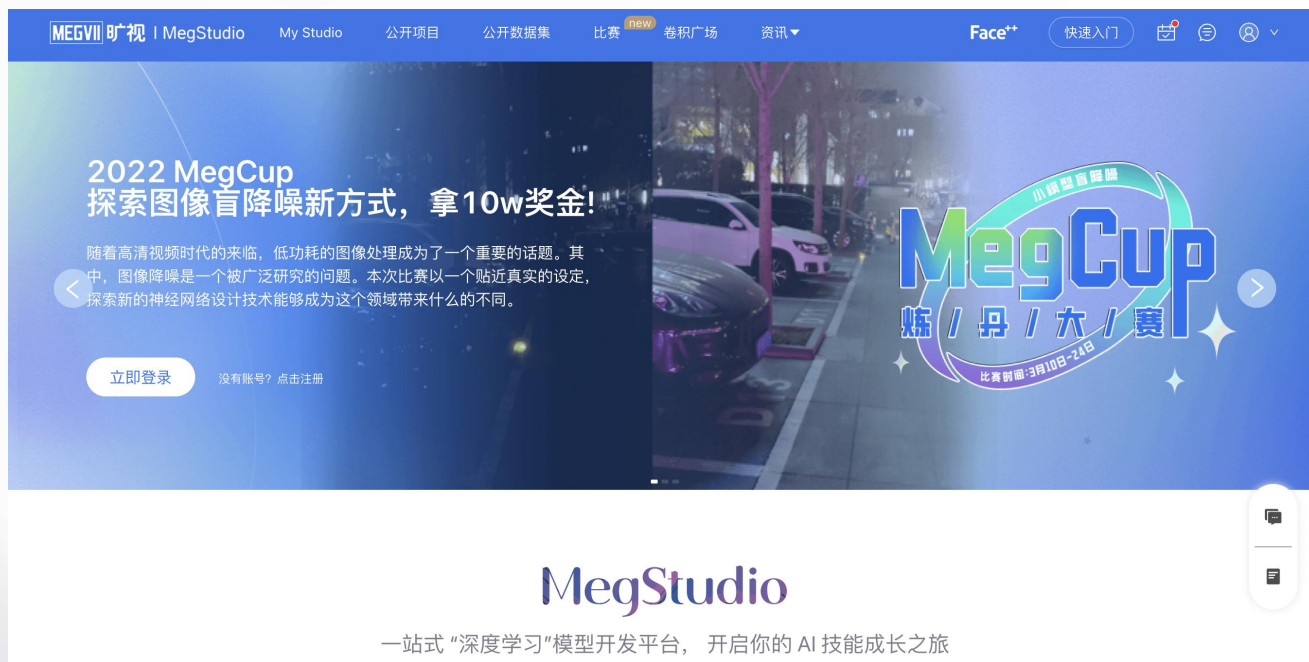 MEGVII 旷视 | MegStudio My Studio 公开项目 公开数据集 比赛 new 卷积广场 资讯▼ Face++ 快速入门
2022 MegCup
探索图像盲降噪新方式，拿10w奖金!
随着高清视频时代的来临，低功耗的图像处理成为了一个重要的话题。其
中，图像降噪是一个被广泛研究的问题。本次比赛以一个贴近真实的设定，
探索新的神经网络设计技术能够成为这个领域带来什么的不同。
立即登录 没有账号? 点击注册
小模型盲降噪
MegCup
炼/丹/大/赛
比赛时间:3月10日-24日
MegStudio
一站式 “深度学习”模型开发平台， 开启你的 AI 技能成长之旅